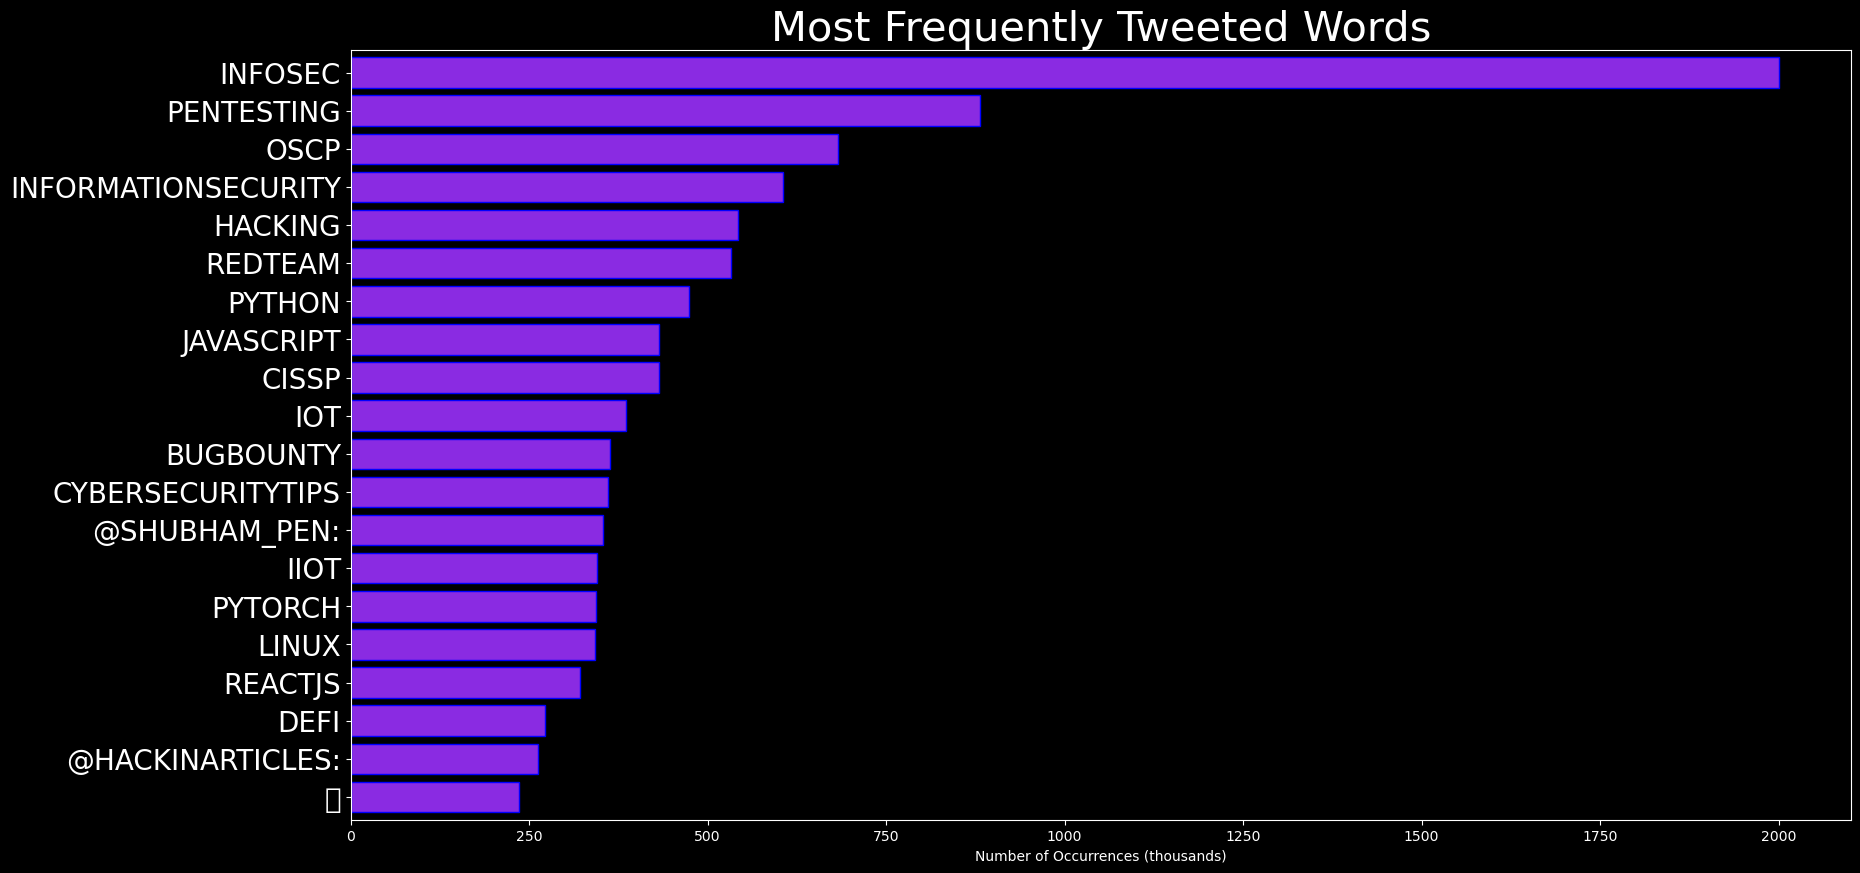 Most Frequently Tweeted Words
INFOSEC
PENTESTING
OSCP
INFORMATIONSECURITY
HACKING
REDTEAM
PYTHON
JAVASCRIPT
CISSP
IOT
BUGBOUNTY
CYBERSECURITYTIPS
@SHUBHAM_PEN:
IIOT
PYTORCH
LINUX
REACTJS
DEFI
@HACKINARTICLES:
0 250 500 750 1000 1250 1500 1750 2000
Number of Occurrences (thousands)